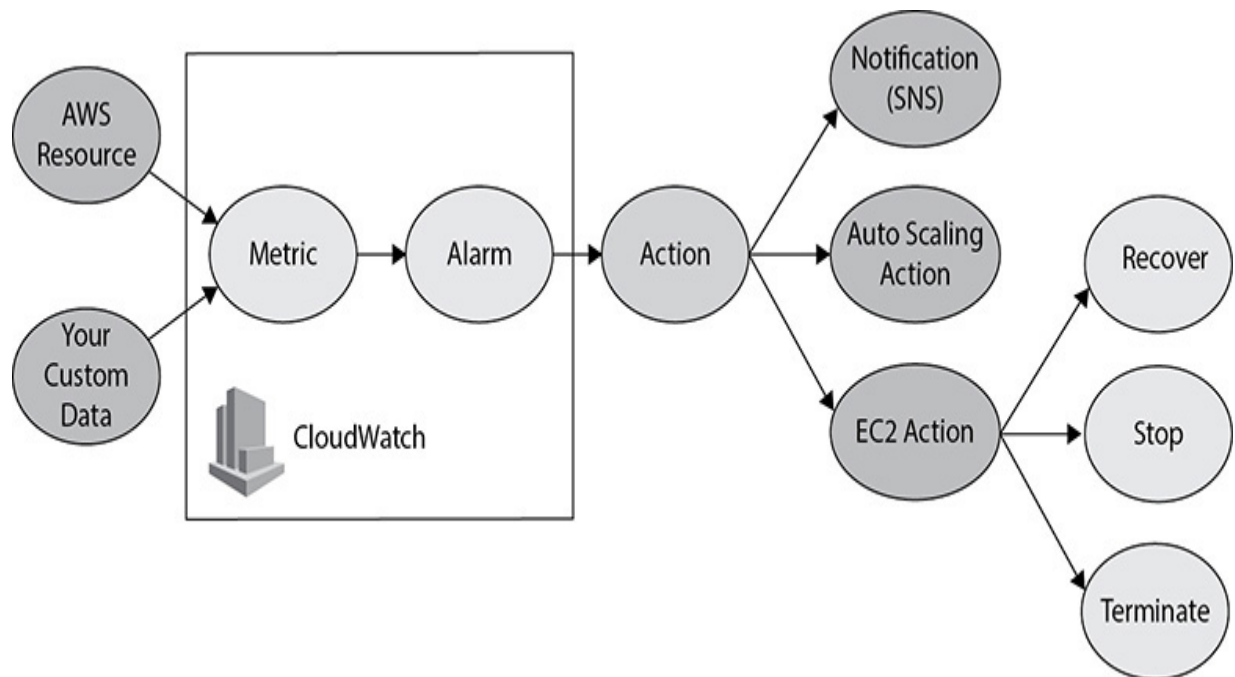 AWS
Resource
Your
Custom
Data
Metric
Alarm
CloudWatch
Action
Notification
(SNS)
Auto Scaling
Action
EC2 Action
Recover
Stop
Terminate